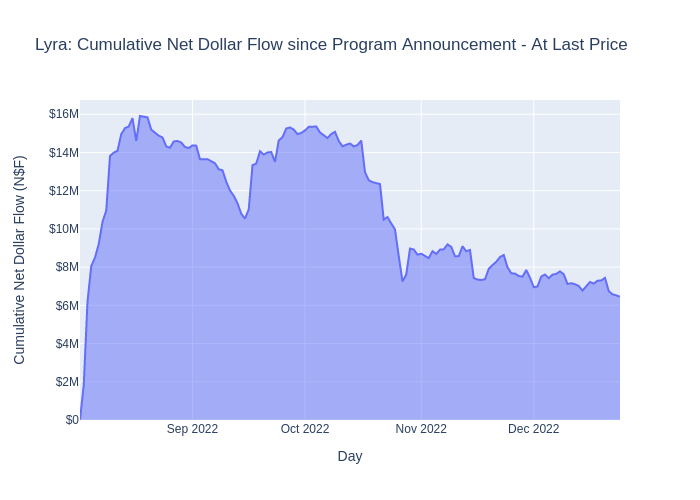 Lyra: Cumulative Net Dollar Flow since Program Announcement - At Last Price
Cumulative Net Dollar Flow (N$F)
$16M
$14M
$12M
$10M
$8M
$6M
$4M
$2M
$0
Sep 2022
Oct 2022
Nov 2022
Dec 2022
Day